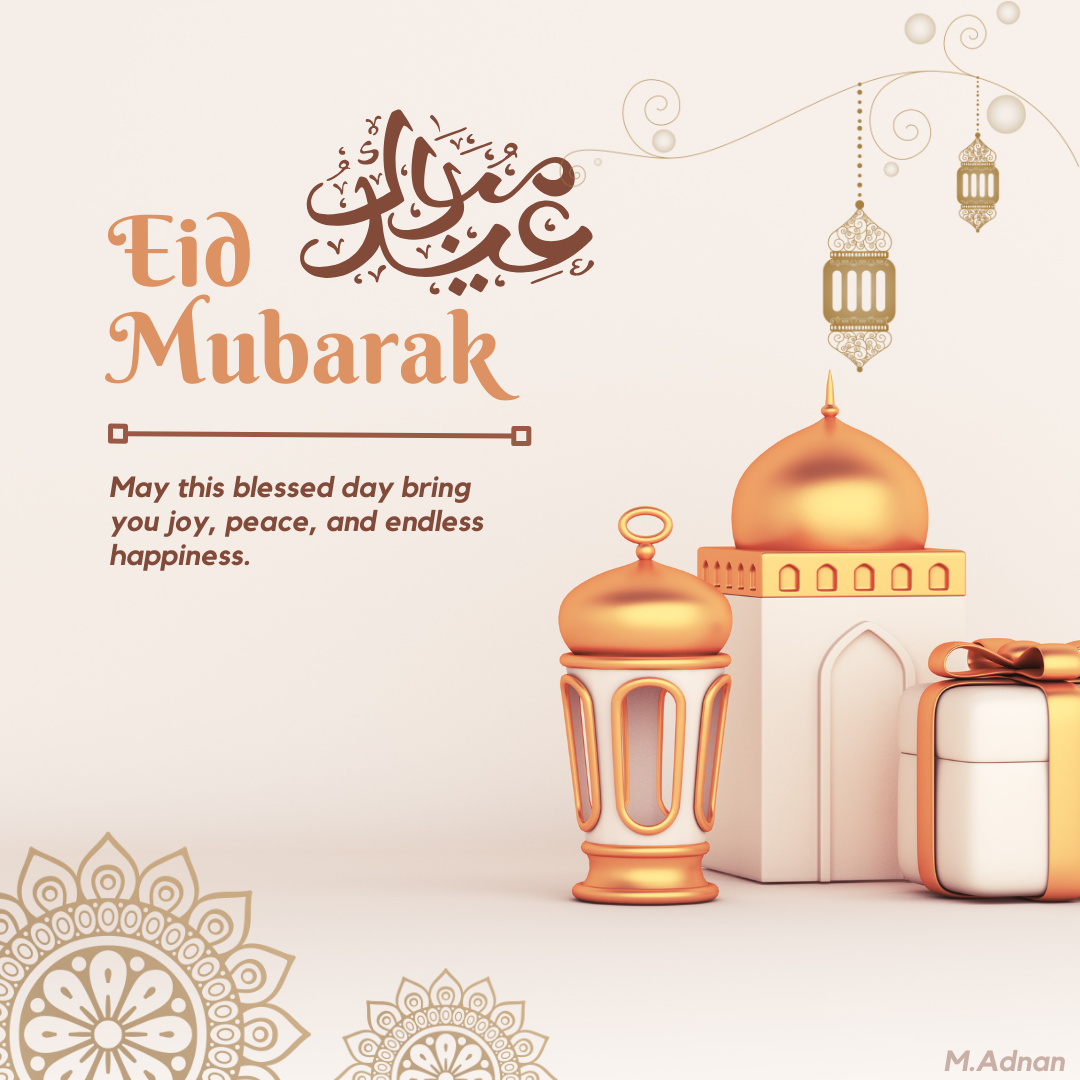 عيد مبارك
Eid
Mubarak
May this blessed day bring
you joy, peace, and endless
happiness.
M.Adnan